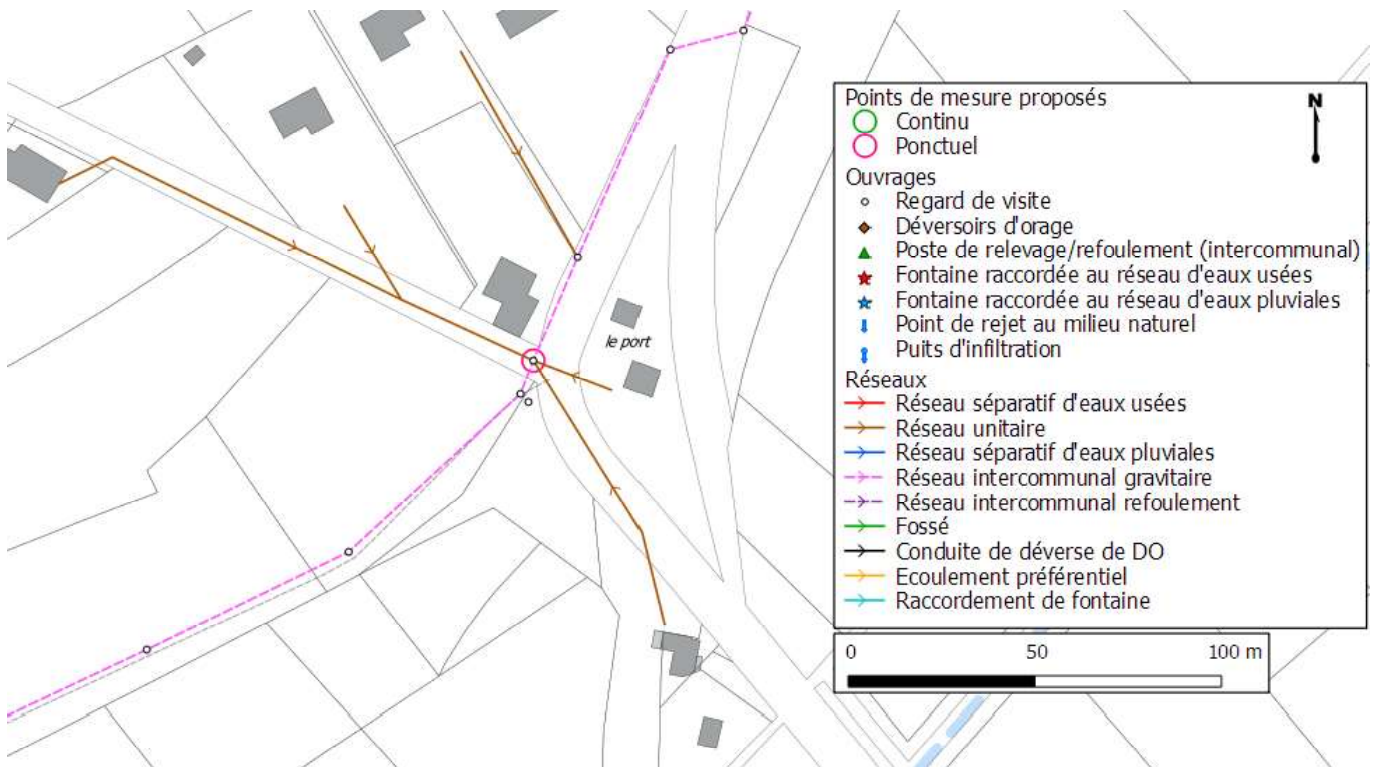 Points de mesure proposés
Continu
Ponctuel
N
Ouvrages
Regard de visite
Déversoirs d'orage
Poste de relevage/refoulement (intercommunal)
Fontaine raccordée au réseau d'eaux usées
Fontaine raccordée au réseau d'eaux pluviales
Point de rejet au milieu naturel
Puits d'infiltration
Réseaux
Réseau séparatif d'eaux usées
Réseau unitaire
Réseau séparatif d'eaux pluviales
Réseau intercommunal gravitaire
Réseau intercommunal refoulement
Fossé
Conduite de déverse de DO
Ecoulement préférentiel
Raccordement de fontaine
0 50 100 m
le port